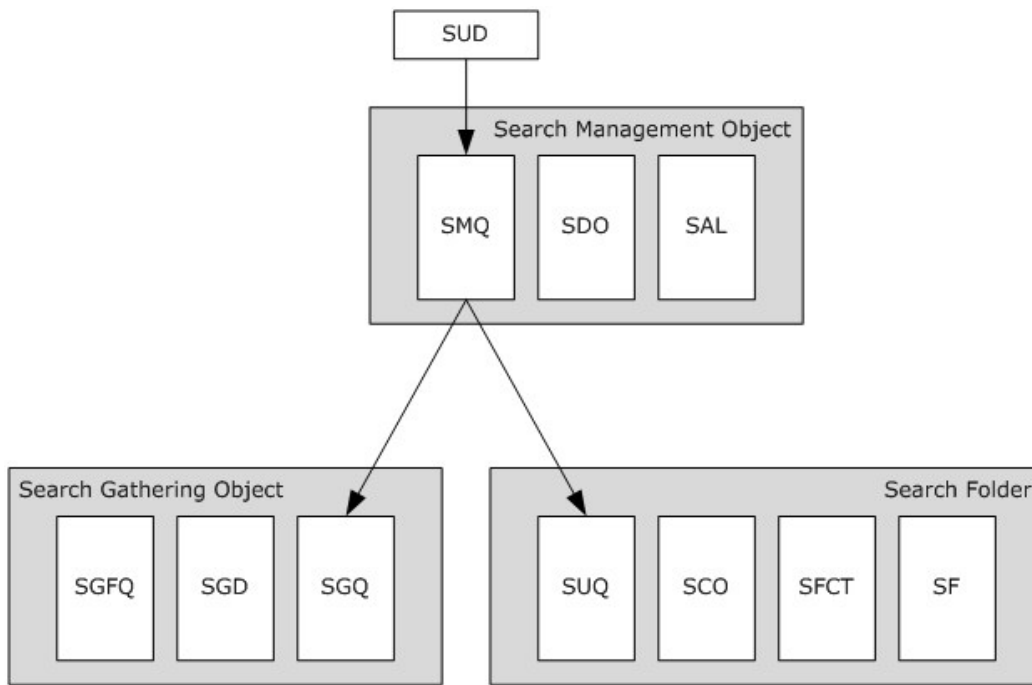 SUD
Search Management Object
SMQ
SDO
SAL
Search Gathering Object
SGFQ
SGD
SGQ
Search Folder
SUQ
SCO
SFCT
SF